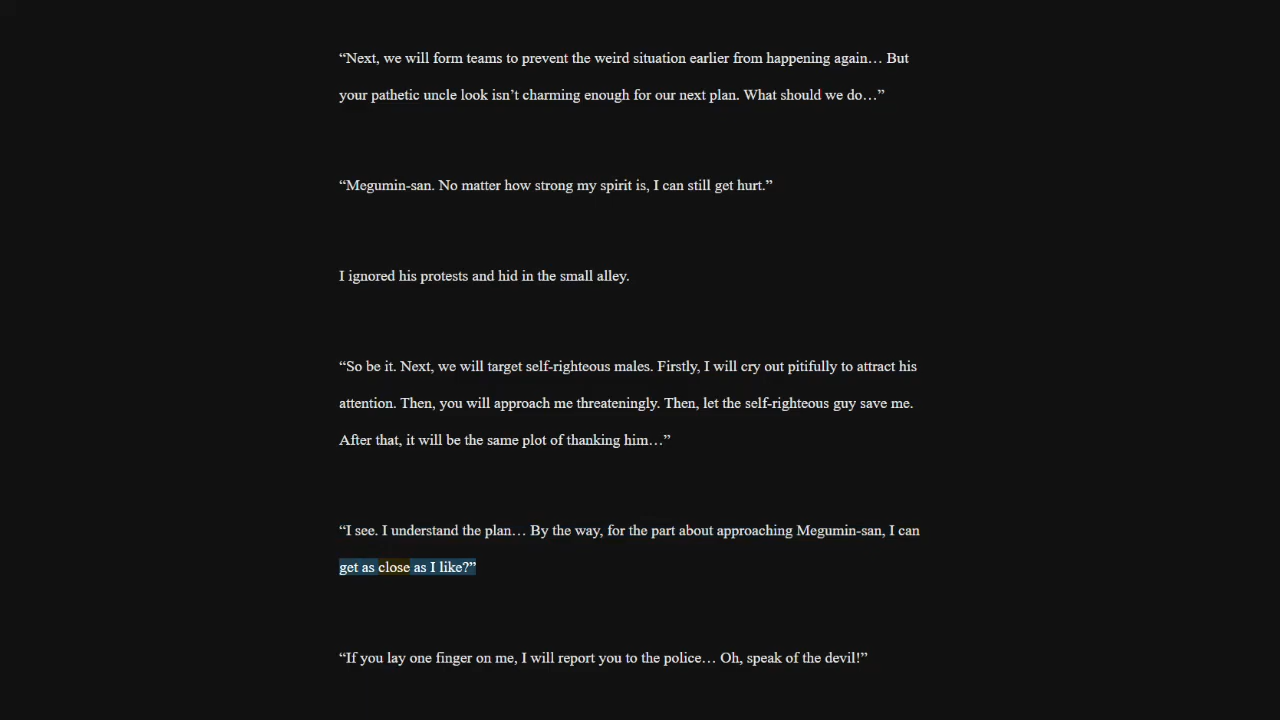 “Next, we will form teams to prevent the weird situation earlier from happening again… But
your pathetic uncle look isn’t charming enough for our next plan. What should we do…”
“Megumin-san. No matter how strong my spirit is, I can still get hurt.”
I ignored his protests and hid in the small alley.
“So be it. Next, we will target self-righteous males. Firstly, I will cry out pitifully to attract his
attention. Then, you will approach me threateningly. Then, let the self-righteous guy save me.
After that, it will be the same plot of thanking him…”
“I see. I understand the plan… By the way, for the part about approaching Megumin-san, I can
get as close as I like?”
“If you lay one finger on me, I will report you to the police… Oh, speak of the devil!”